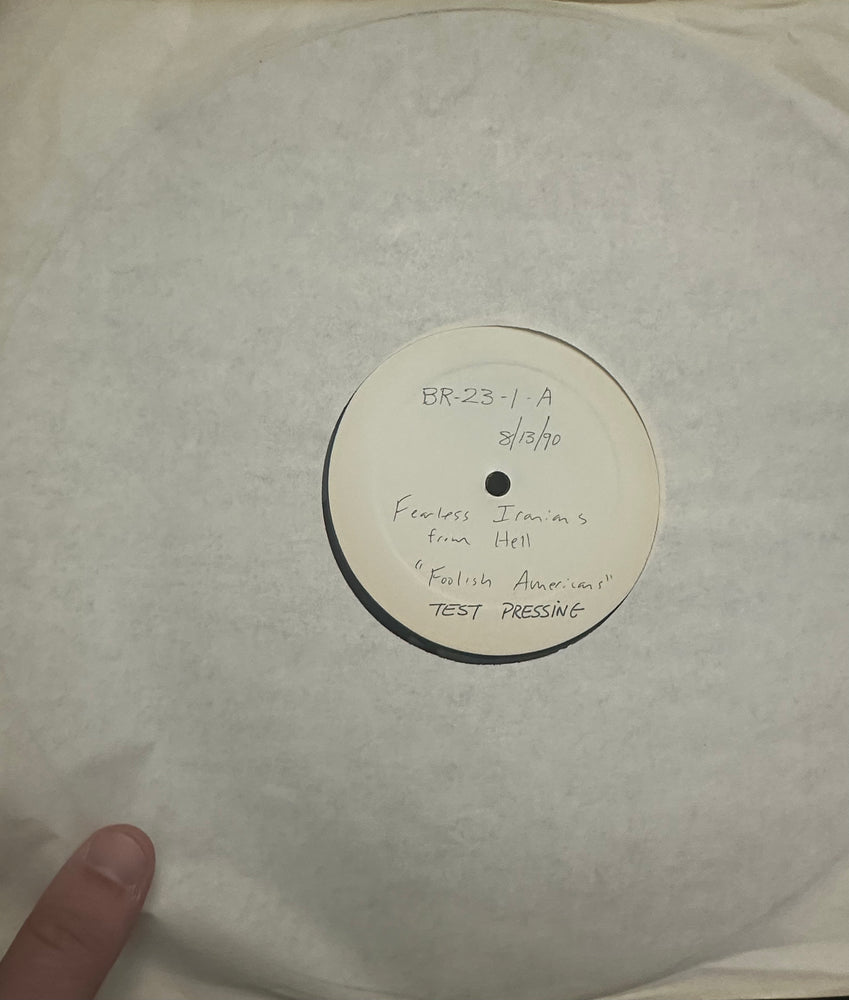 BR-23-1-A
8/13/90
Fearless Iranians
from Hell
"Foolish Americans"
TEST PRESSING